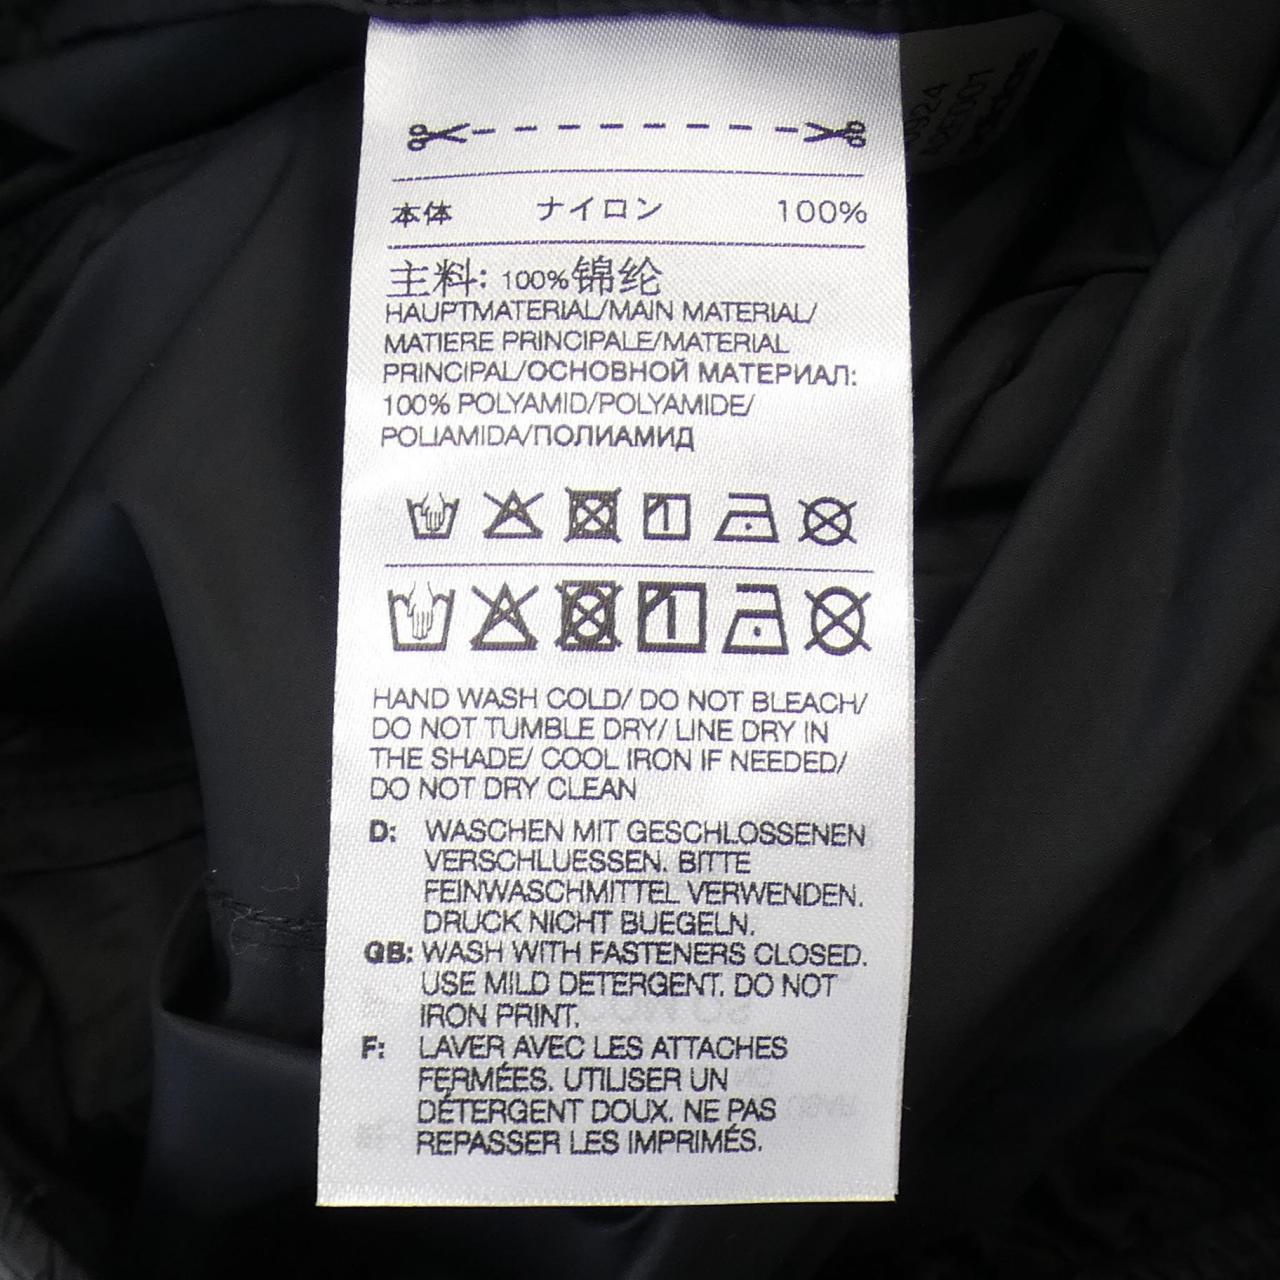 本体 ナイロン 100%
主料: 100%锦纶
HAUPTMATERIAL/MAIN MATERIAL/
MATIERE PRINCIPALE/MATERIAL
PRINCIPAL/ОСНОВНОЙ МАТЕРИАЛ:
100% POLYAMID/POLYAMIDE/
POLIAMIDA/ПОЛИАМИД
HAND WASH COLD/ DO NOT BLEACH/
DO NOT TUMBLE DRY/ LINE DRY IN
THE SHADE/ COOL IRON IF NEEDED/
DO NOT DRY CLEAN
D: WASCHEN MIT GESCHLOSSENEN
VERSCHLUESSEN. BITTE
FEINWASCHMITTEL VERWENDEN.
DRUCK NICHT BUEGELN.
GB: WASH WITH FASTENERS CLOSED.
USE MILD DETERGENT. DO NOT
IRON PRINT.
F: LAVER AVEC LES ATTACHES
FERMÉES. UTILISER UN
DÉTERGENT DOUX. NE PAS
REPASSER LES IMPRIMÉS.